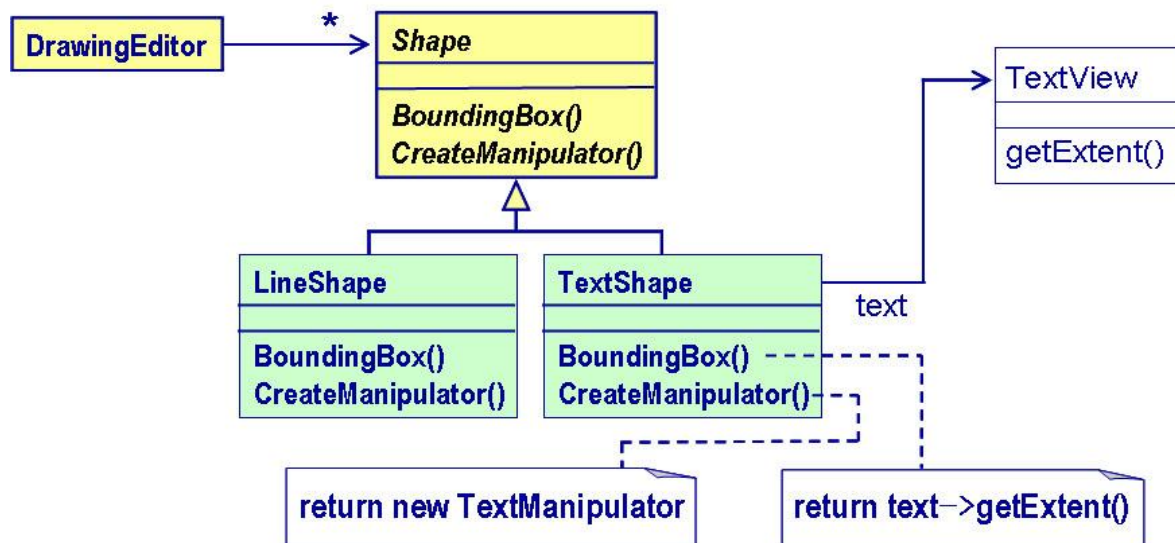 DrawingEditor
*
Shape
BoundingBox()
CreateManipulator()
TextView
getExtent()
LineShape
BoundingBox()
CreateManipulator()
TextShape
BoundingBox()
CreateManipulator()
text
return new TextManipulator
return text->getExtent()